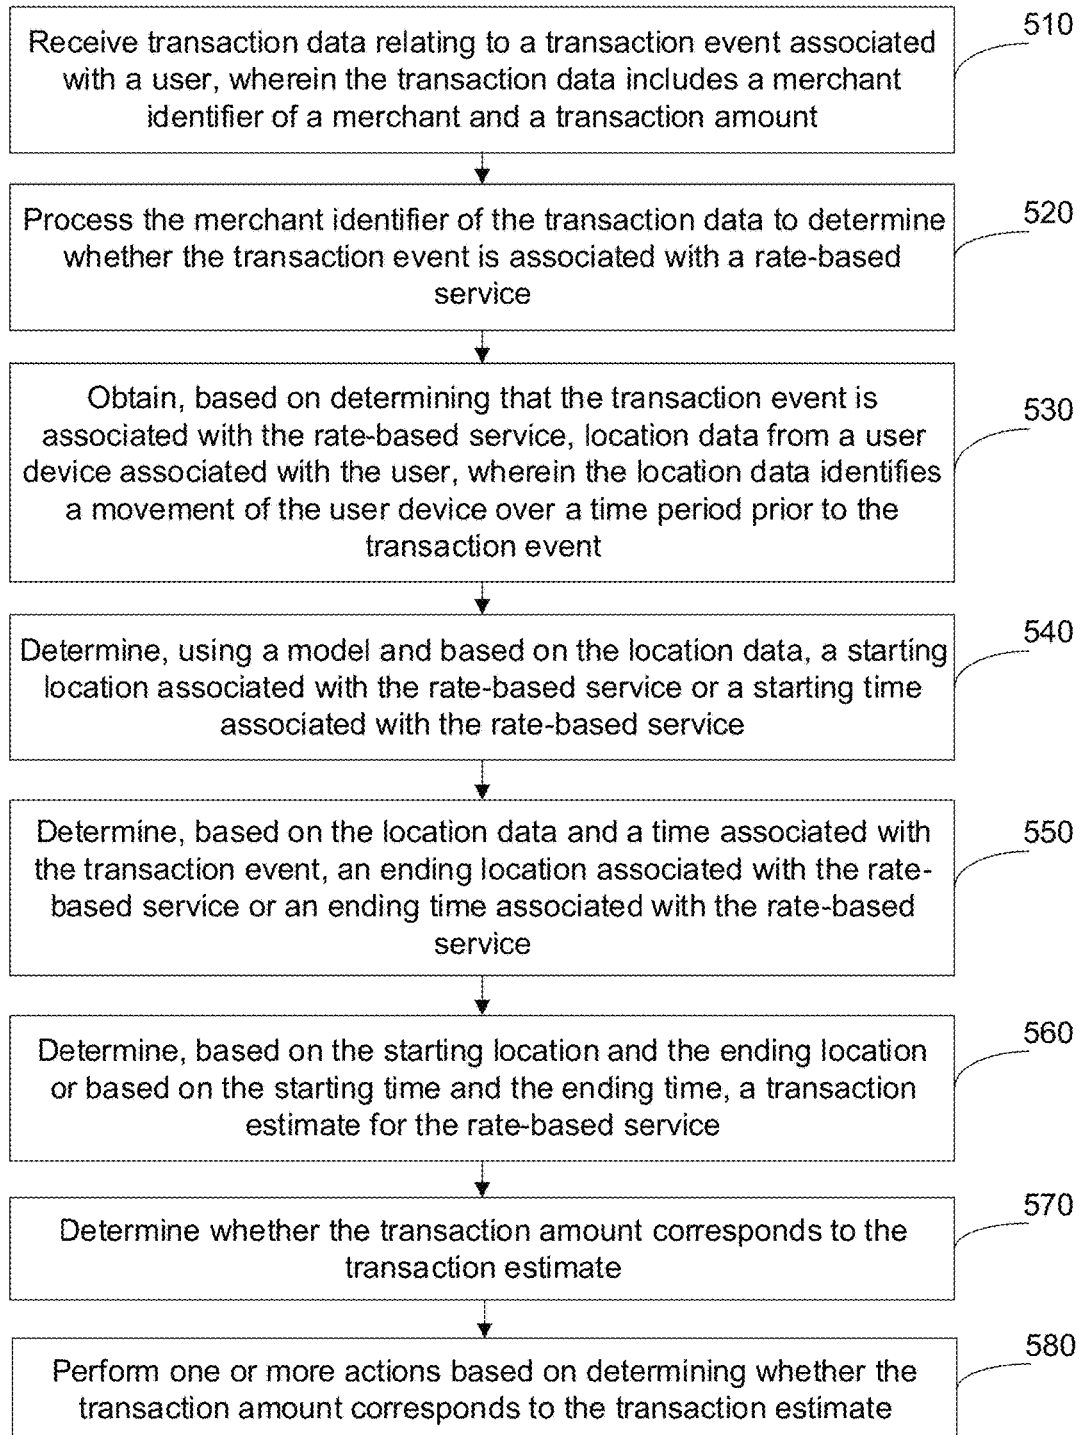 Receive transaction data relating to a transaction event associated
with a user, wherein the transaction data includes a merchant
identifier of a merchant and a transaction amount
510
Process the merchant identifier of the transaction data to determine
whether the transaction event is associated with a rate-based
service
520
Obtain, based on determining that the transaction event is
associated with the rate-based service, location data from a user
device associated with the user, wherein the location data identifies
a movement of the user device over a time period prior to the
transaction event
530
Determine, using a model and based on the location data, a starting
location associated with the rate-based service or a starting time
associated with the rate-based service
540
Determine, based on the location data and a time associated with
the transaction event, an ending location associated with the rate-
based service or an ending time associated with the rate-based
service
550
Determine, based on the starting location and the ending location
or based on the starting time and the ending time, a transaction
estimate for the rate-based service
560
Determine whether the transaction amount corresponds to the
transaction estimate
570
Perform one or more actions based on determining whether the
transaction amount corresponds to the transaction estimate
580